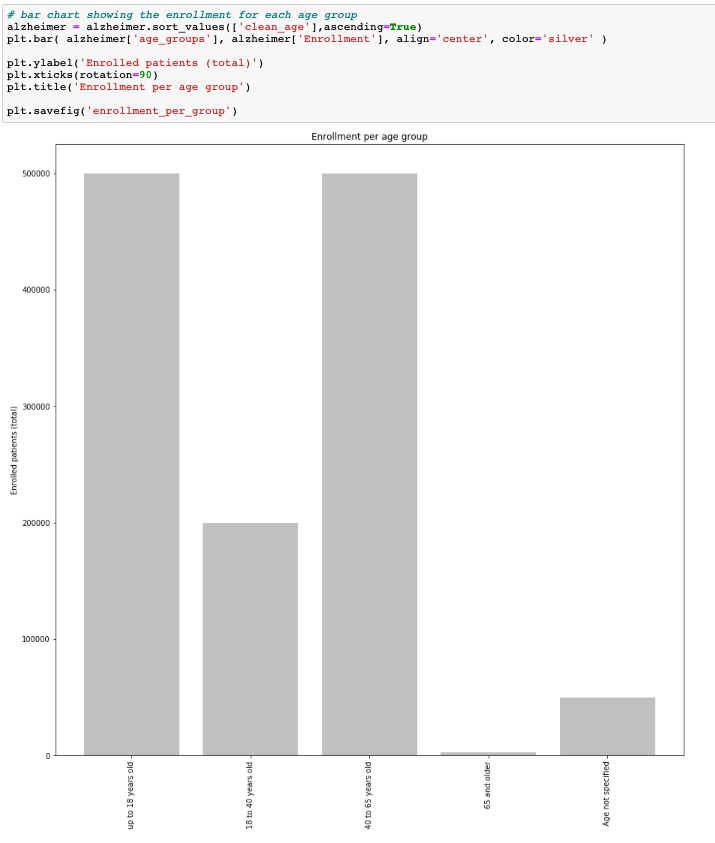 # bar chart showing the enrollment for each age group
alzheimer = alzheimer.sort_values(['clean_age'],ascending=True)
plt.bar( alzheimer['age_groups'], alzheimer['Enrollment'], align='center', color='silver' )
plt.ylabel('Enrolled patients (total)')
plt.xticks(rotation=90)
plt.title('Enrollment per age group')
plt.savefig('enrollment_per_group')
Enrollment per age group
500000
400000
300000
200000
100000
0
Enrolled patients (total)
up to 18 years old
18 to 40 years old
40 to 65 years old
65 and older
Age not specified